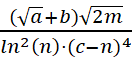 (√a+b)√2m
ln²(n)·(c−n)⁴